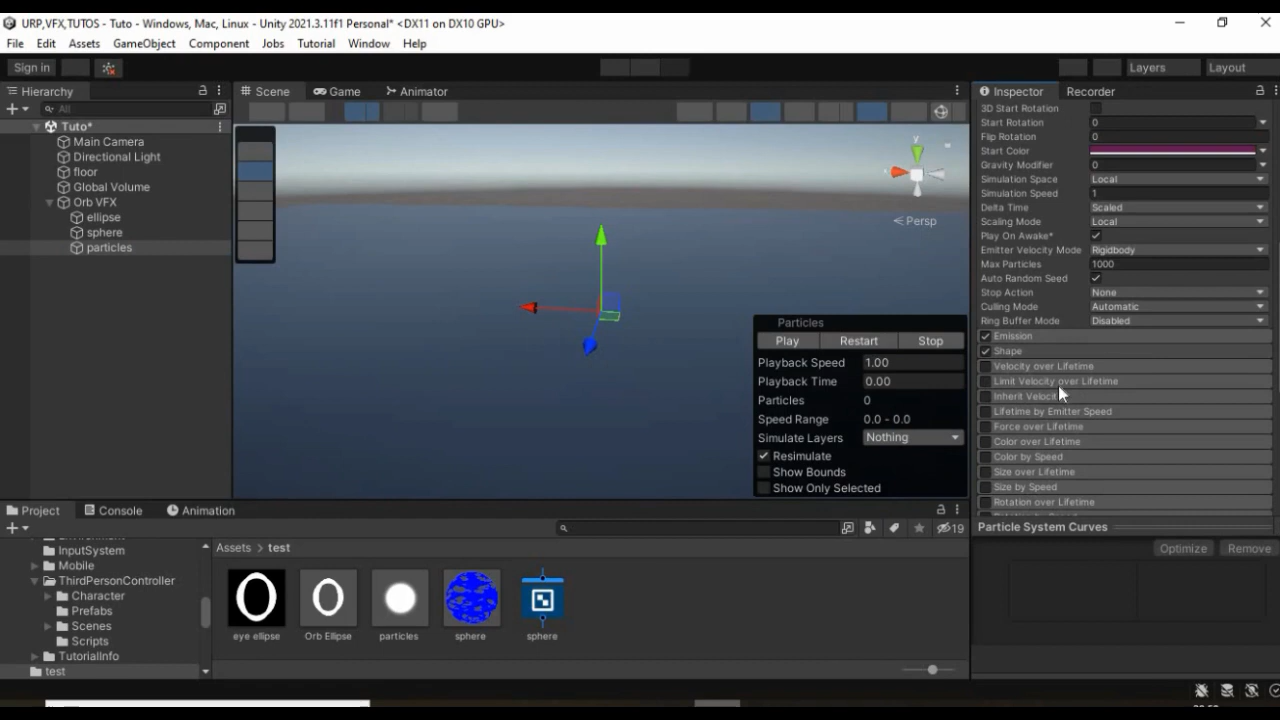 URP,VFX,TUTOS - Tuto - Windows, Mac, Linux - Unity 2021.3.11f1 Personal* <DX11 on DX10 GPU>
File Edit Assets GameObject Component Jobs Tutorial Window Help
Sign in
Layers
Layout
Hierarchy
All
Tuto*
Main Camera
Directional Light
floor
Global Volume
Orb VFX
ellipse
sphere
particles
Scene Game Animator
y
Persp
Particles
Play Restart Stop
Playback Speed 1.00
Playback Time 0.00
Particles 0
Speed Range 0.0 - 0.0
Simulate Layers Nothing
Resimulate
Show Bounds
Show Only Selected
Inspector Recorder
3D Start Rotation
Start Rotation 0
Flip Rotation 0
Start Color
Gravity Modifier 0
Simulation Space Local
Simulation Speed 1
Delta Time Scaled
Scaling Mode Local
Play On Awake*
Emitter Velocity Mode Rigidbody
Max Particles 1000
Auto Random Seed
Stop Action None
Culling Mode Automatic
Ring Buffer Mode Disabled
Emission
Shape
Velocity over Lifetime
Limit Velocity over Lifetime
Inherit Velocity
Lifetime by Emitter Speed
Force over Lifetime
Color over Lifetime
Color by Speed
Size over Lifetime
Size by Speed
Rotation over Lifetime
Particle System Curves
Optimize Remove
Project Console Animation
19
InputSystem
Mobile
ThirdPersonController
Character
Prefabs
Scenes
Scripts
TutorialInfo
test
Assets > test
eye ellipse
Orb Ellipse
particles
sphere
sphere